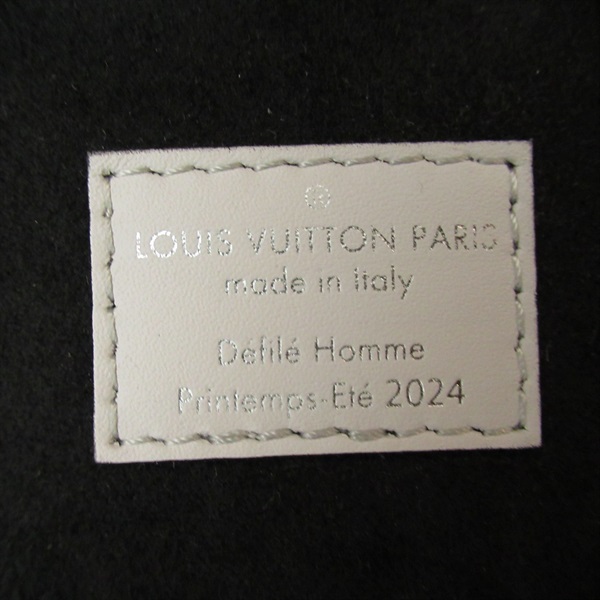 LOUIS VUITTON PARIS
made in Italy
Défilé Homme
Printemps-Eté 2024